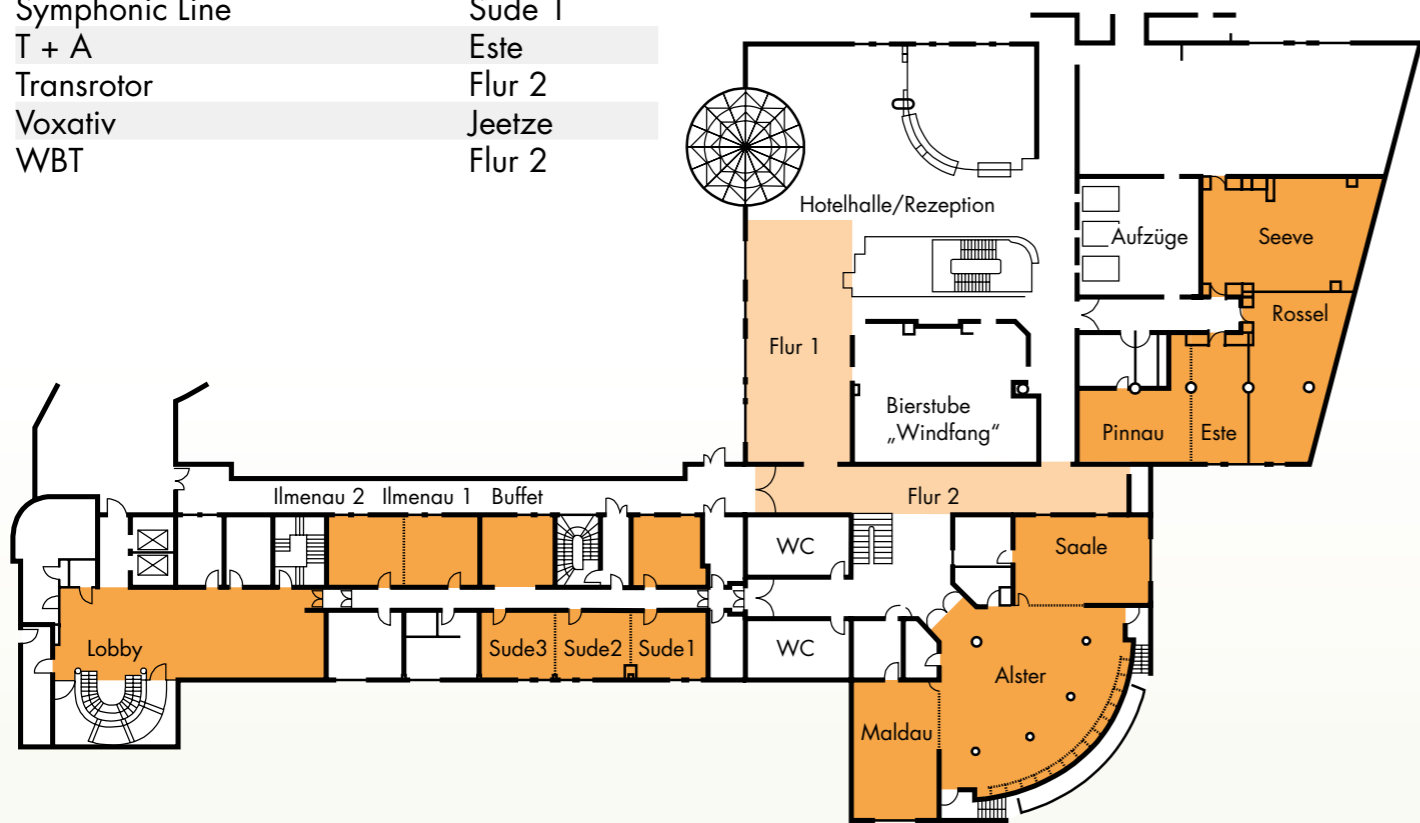 Symphonic Line Sude 1
T + A Este
Transrotor Flur 2
Voxativ Jeetze
WBT Flur 2
Hotelhalle/Rezeption
Aufzüge
Seeve
Rossel
Flur 1
Bierstube
„Windfang“
Pinnau
Este
Ilmenau 2
Ilmenau 1
Buffet
Flur 2
WC
Saale
Lobby
Sude3
Sude2
Sude1
WC
Alster
Maldau